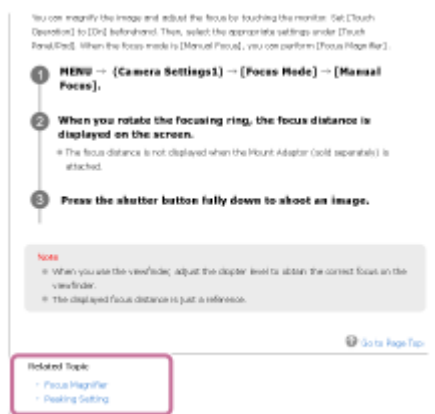 You can magnify the image and adjust the focus by touching the monitor. Set [Touch
Operation] to [On] beforehand. Then, select the appropriate settings under [Touch
Panel/Pad]. When the focus mode is [Manual Focus], you can perform [Focus Magnifier].
1 MENU → (Camera Settings1) → [Focus Mode] → [Manual
Focus].
2 When you rotate the focusing ring, the focus distance is
displayed on the screen.
The focus distance is not displayed when the Mount Adaptor (sold separately) is
attached.
3 Press the shutter button fully down to shoot an image.
Note
When you use the viewfinder, adjust the diopter level to obtain the correct focus on the
viewfinder.
The displayed focus distance is just a reference.
Go to Page Top
Related Topic
Focus Magnifier
Peaking Setting